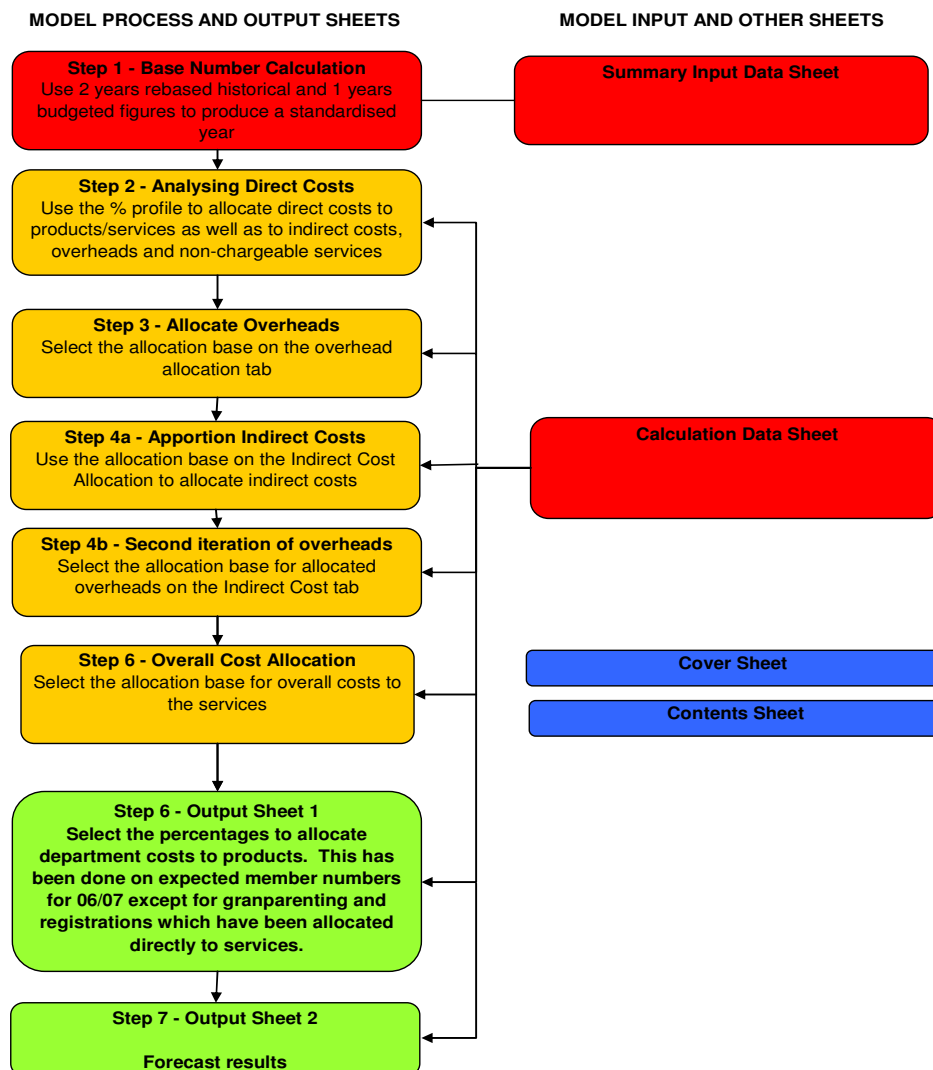 MODEL PROCESS AND OUTPUT SHEETS
MODEL INPUT AND OTHER SHEETS
Step 1 - Base Number Calculation
Use 2 years rebased historical and 1 years
budgeted figures to produce a standardised
year
Summary Input Data Sheet
Step 2 - Analysing Direct Costs
Use the % profile to allocate direct costs to
products/services as well as to indirect costs,
overheads and non-chargeable services
Step 3 - Allocate Overheads
Select the allocation base on the overhead
allocation tab
Step 4a - Apportion Indirect Costs
Use the allocation base on the Indirect Cost
Allocation to allocate indirect costs
Calculation Data Sheet
Step 4b - Second iteration of overheads
Select the allocation base for allocated
overheads on the Indirect Cost tab
Step 6 - Overall Cost Allocation
Select the allocation base for overall costs to
the services
Cover Sheet
Contents Sheet
Step 6 - Output Sheet 1
Select the percentages to allocate
department costs to products.  This has
been done on expected member numbers
for 06/07 except for granparenting and
registrations which have been allocated
directly to services.
Step 7 - Output Sheet 2
Forecast results